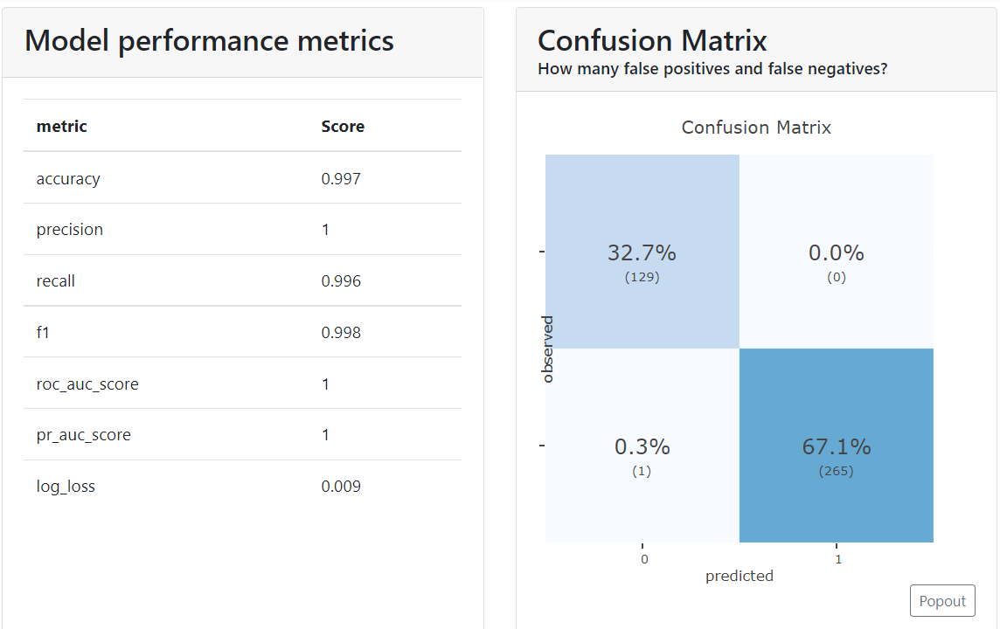 Model performance metrics
metric Score
accuracy 0.997
precision 1
recall 0.996
f1 0.998
roc_auc_score 1
pr_auc_score 1
log_loss 0.009
Confusion Matrix
How many false positives and false negatives?
Confusion Matrix
32.7% 0.0%
(129) (0)
observed
0.3% 67.1%
(1) (265)
0 1
predicted
Popout